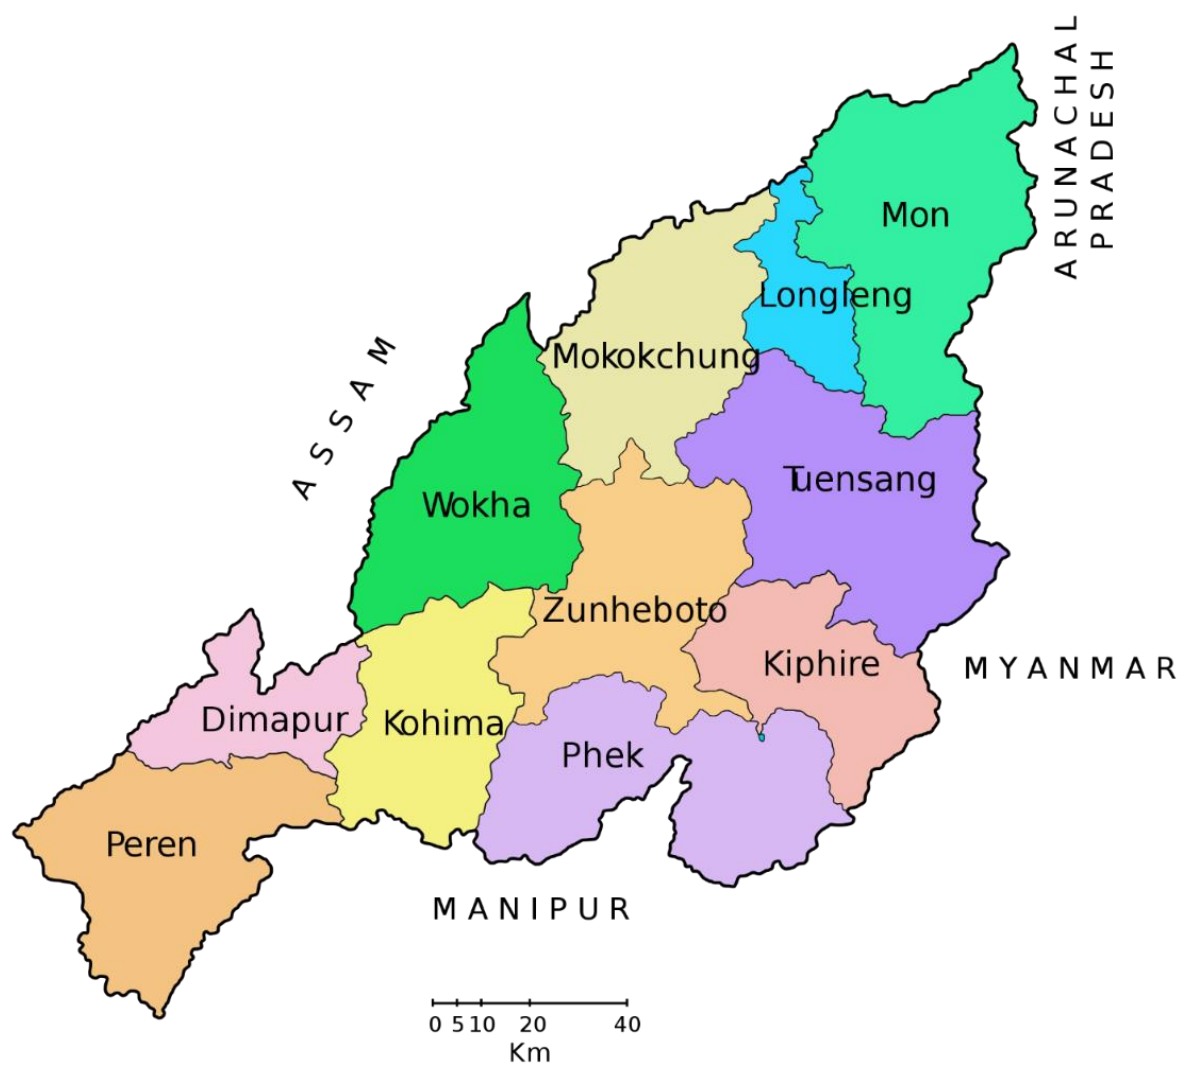 ARUNACHAL
PRADESH
Mon
Longleng
ASSAM
Mokokchung
Tuensang
Wokha
Zunheboto
Kiphire
MYANMAR
Dimapur
Kohima
Phek
Peren
MANIPUR
0 5 10 20 40
Km